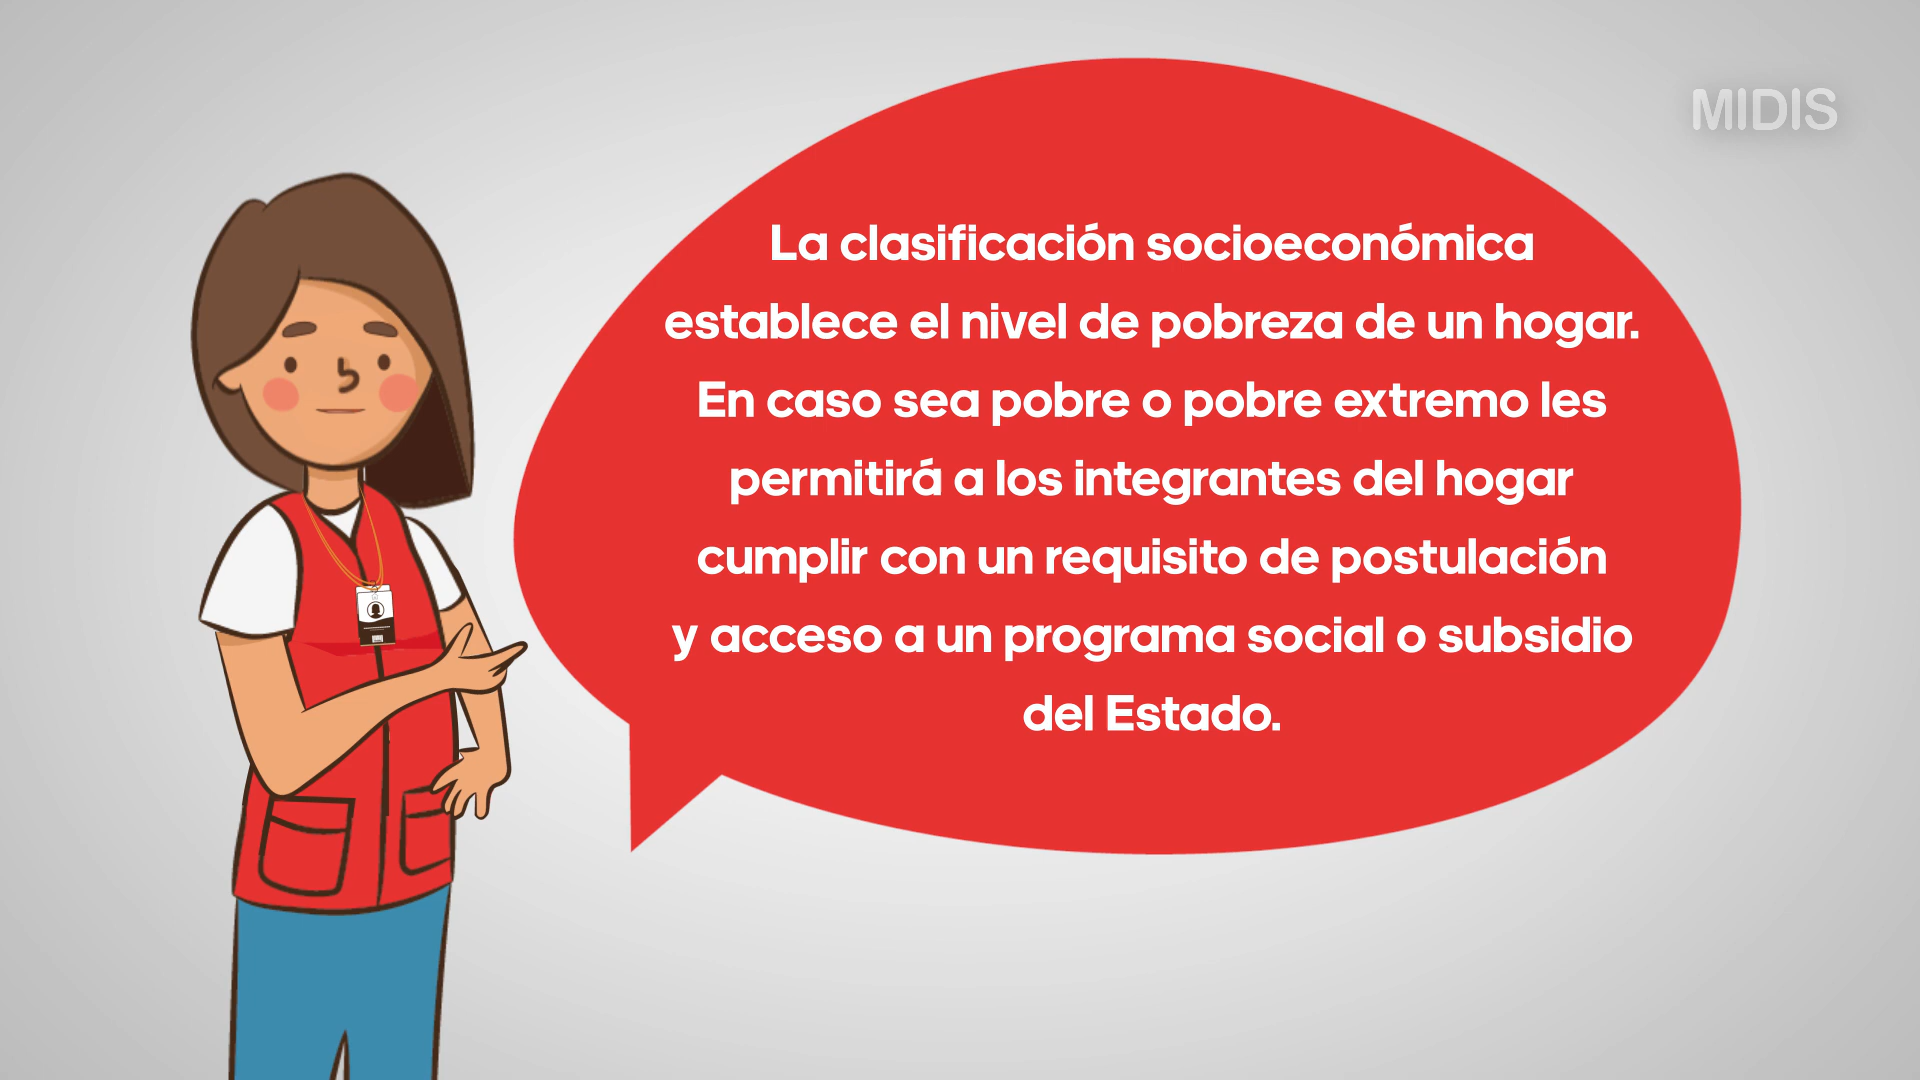 MIDIS
La clasificación socioeconómica
establece el nivel de pobreza de un hogar.
En caso sea pobre o pobre extremo les
permitirá a los integrantes del hogar
cumplir con un requisito de postulación
y acceso a un programa social o subsidio
del Estado.